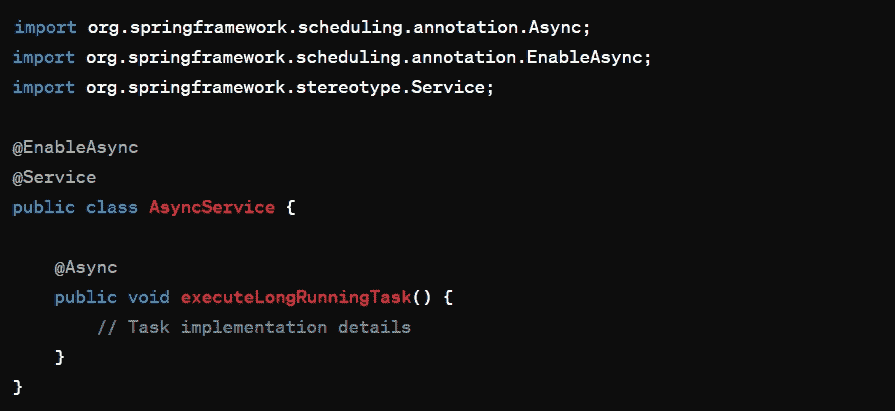 import org.springframework.scheduling.annotation.Async;
import org.springframework.scheduling.annotation.EnableAsync;
import org.springframework.stereotype.Service;
@EnableAsync
@Service
public class AsyncService {
@Async
public void executeLongRunningTask() {
// Task implementation details
}
}